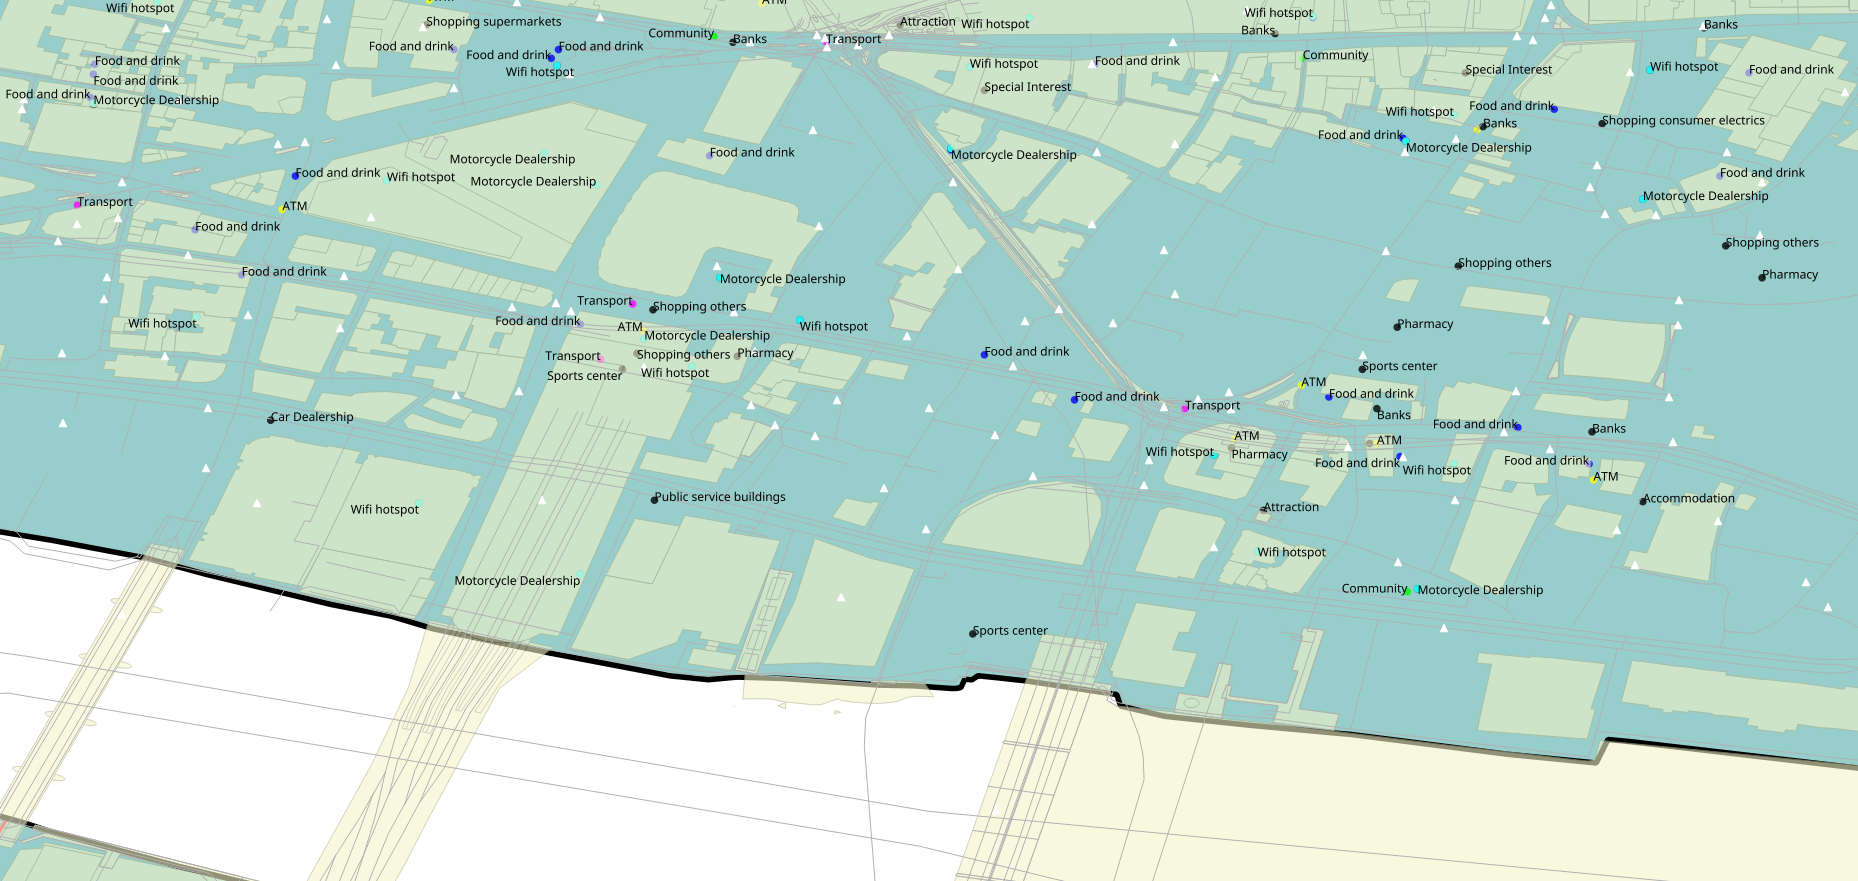 ATM
ATM
Wifi hotspot
Wifi hotspot
Shopping supermarkets
Attraction
Wifi hotspot
Banks
Banks
Community
Banks
Transport
Food and drink
Food and drink
Food and drink
Community
Food and drink
Wifi hotspot
Wifi hotspot
Food and drink
Special Interest
Wifi hotspot
Food and drink
Food and drink
Special Interest
Food and drink
Motorcycle Dealership
Food and drink
Wifi hotspot
Banks
Shopping consumer electrics
Food and drink
Motorcycle Dealership
Food and drink
Motorcycle Dealership
Motorcycle Dealership
Food and drink
Wifi hotspot
Motorcycle Dealership
Food and drink
Transport
ATM
Motorcycle Dealership
Food and drink
Shopping others
Food and drink
Motorcycle Dealership
Shopping others
Pharmacy
Transport
Shopping others
Wifi hotspot
Food and drink
ATM
Wifi hotspot
Pharmacy
Motorcycle Dealership
Transport
Shopping others
Pharmacy
Food and drink
Sports center
Wifi hotspot
Sports center
ATM
Food and drink
Food and drink
Transport
Car Dealership
Banks
Food and drink
Banks
ATM
ATM
Wifi hotspot
Pharmacy
Food and drink
Wifi hotspot
Food and drink
ATM
Public service buildings
Accommodation
Wifi hotspot
Attraction
Wifi hotspot
Motorcycle Dealership
Community
Motorcycle Dealership
Sports center